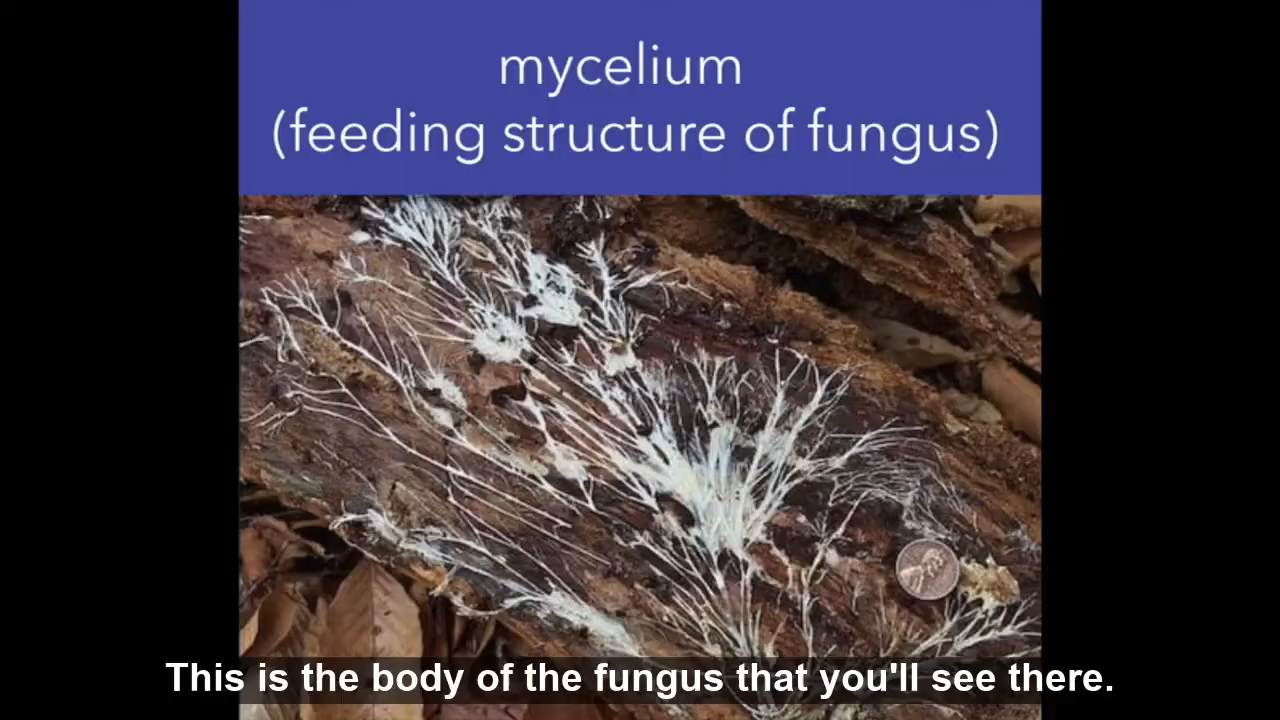 mycelium
(feeding structure of fungus)
This is the body of the fungus that you'll see there.